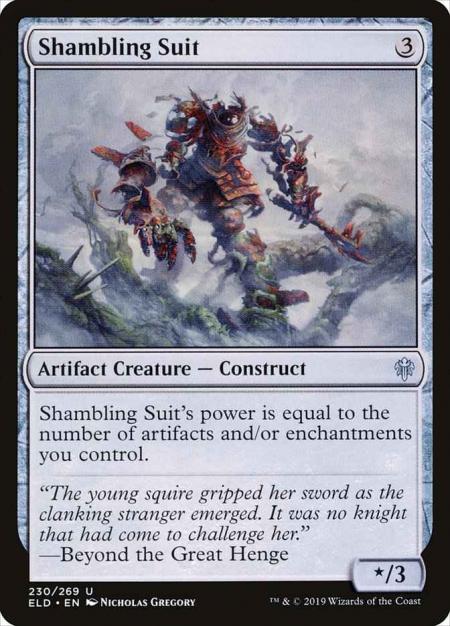 Shambling Suit 3
Artifact Creature — Construct
Shambling Suit's power is equal to the
number of artifacts and/or enchantments
you control.
"The young squire gripped her sword as the
clanking stranger emerged. It was no knight
that had come to challenge her."
—Beyond the Great Henge
*/3
230/269 U
ELD • EN Nicholas Gregory
™ & © 2019 Wizards of the Coast